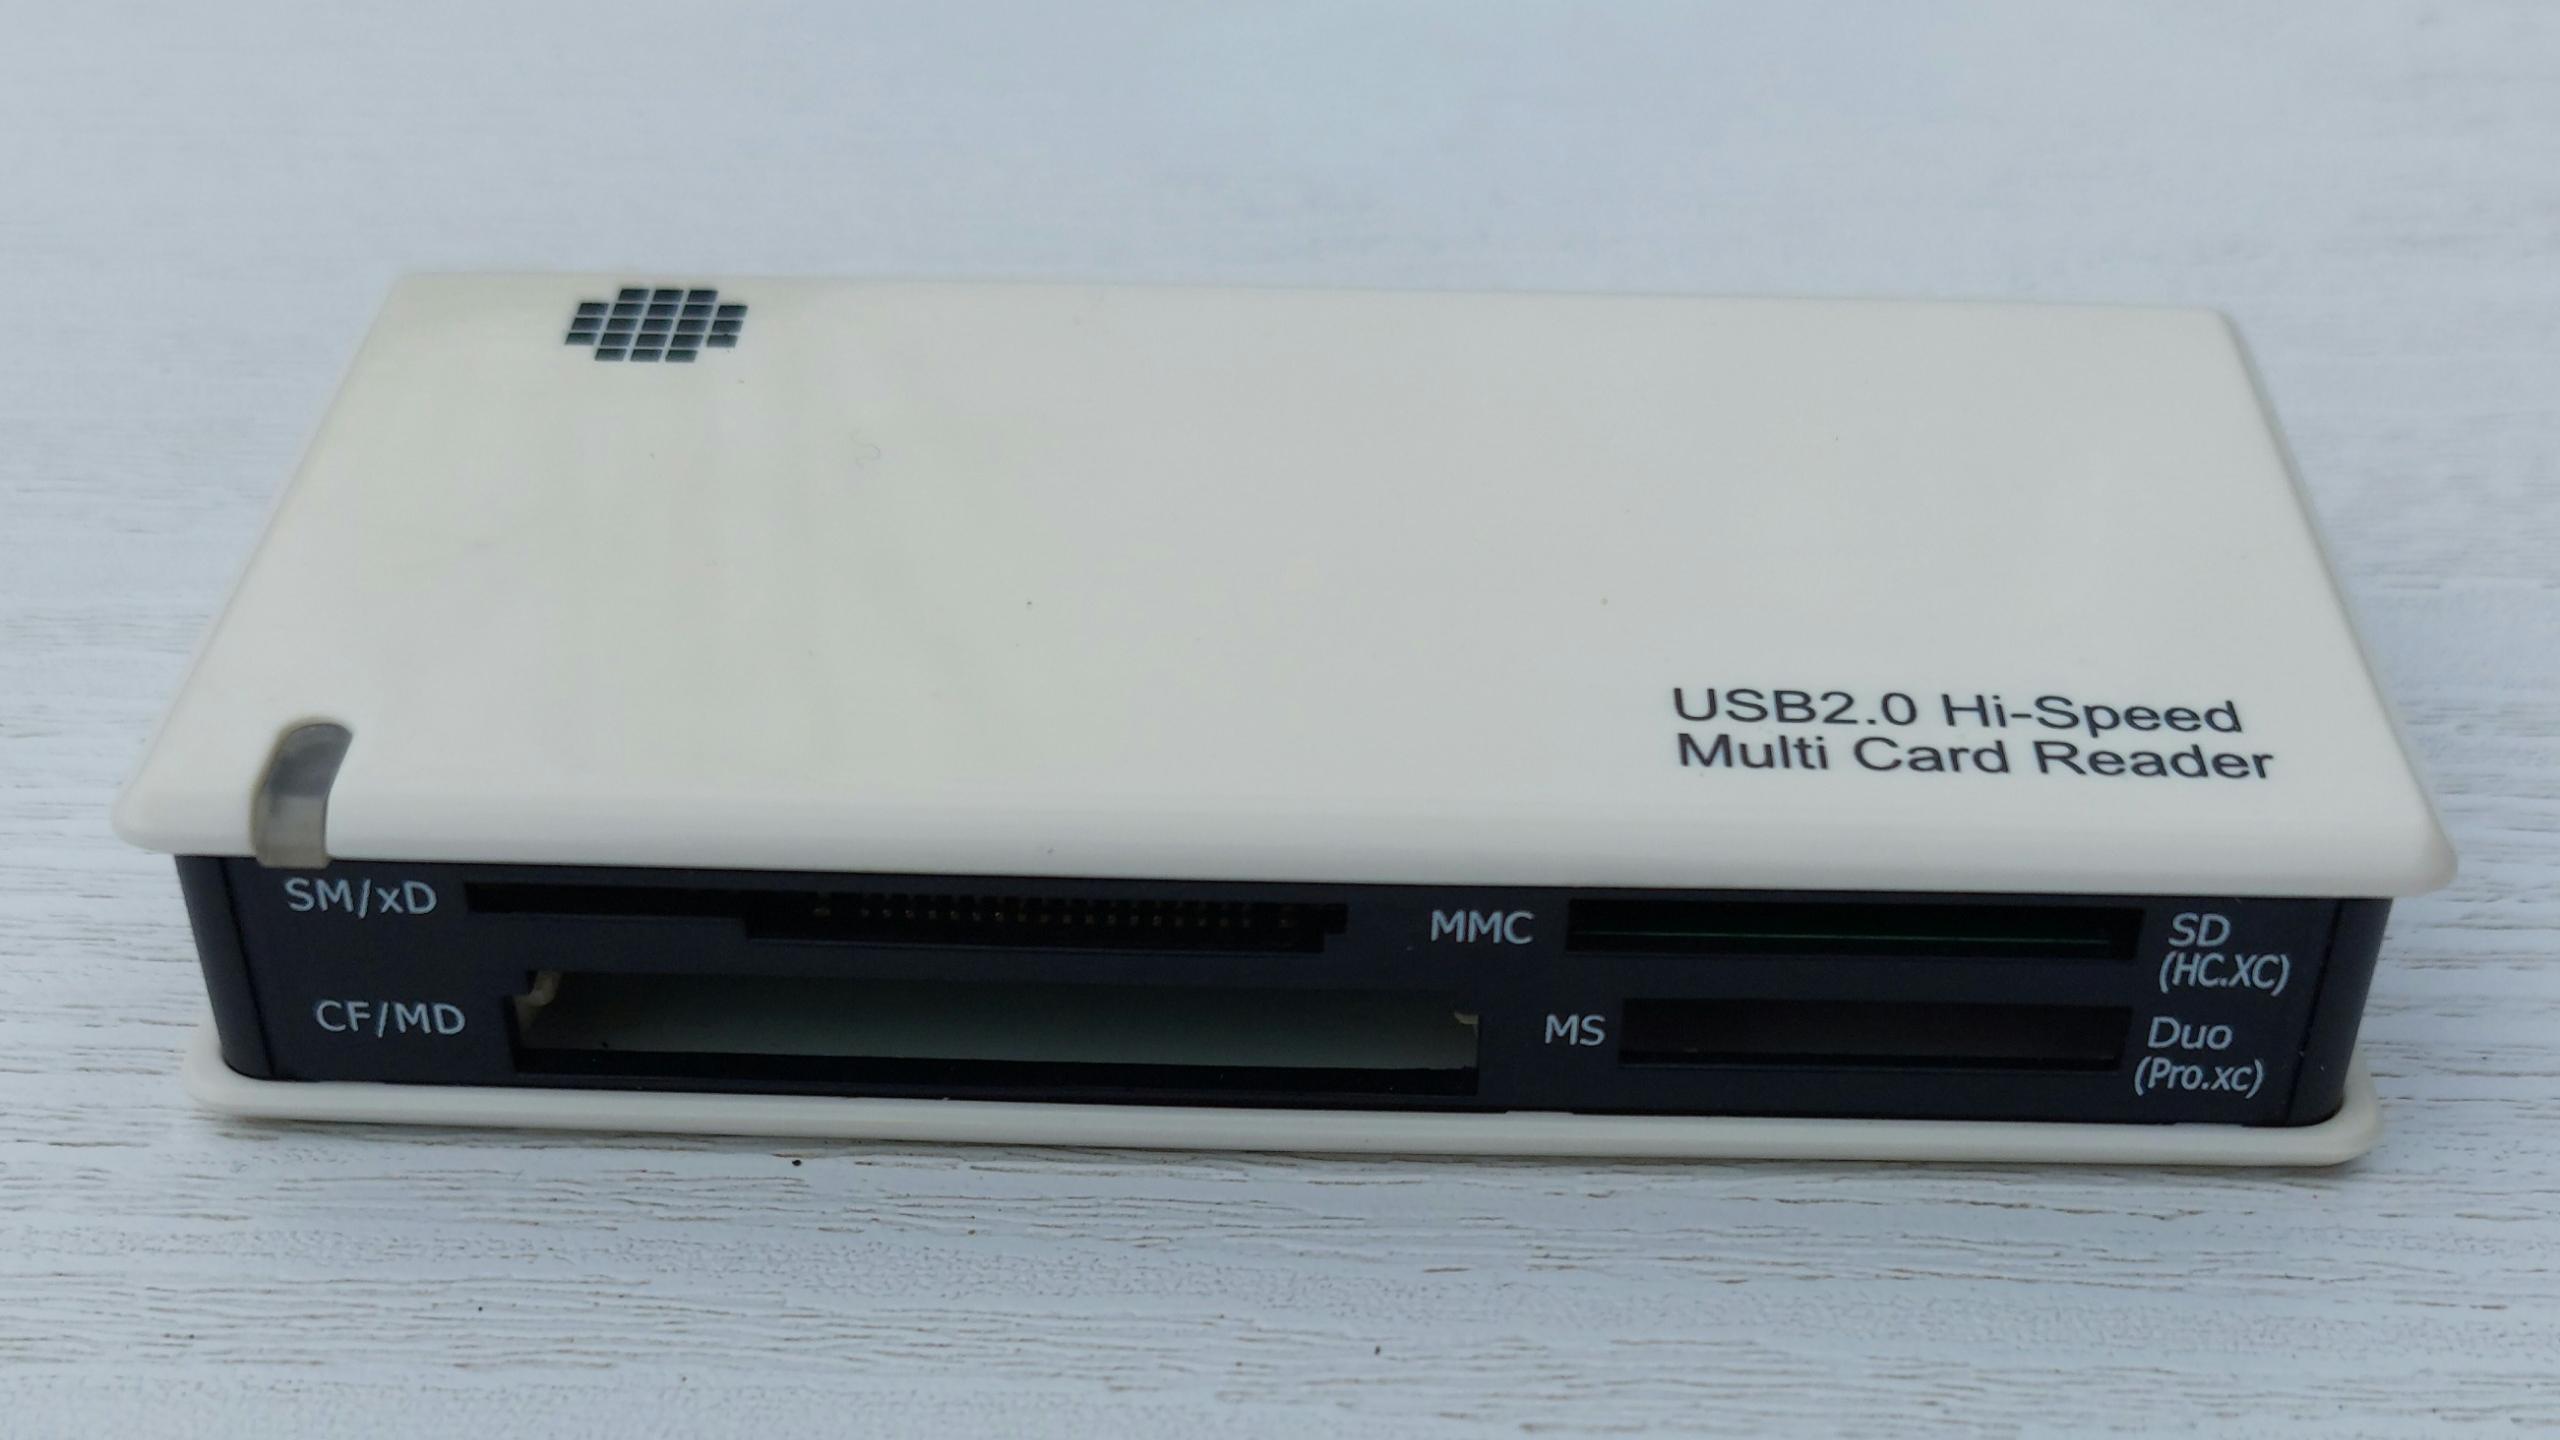 USB2.0 Hi-Speed
Multi Card Reader
SM/xD
MMC
SD
(HC.XC)
CF/MD
MS
Duo
(Pro.xc)